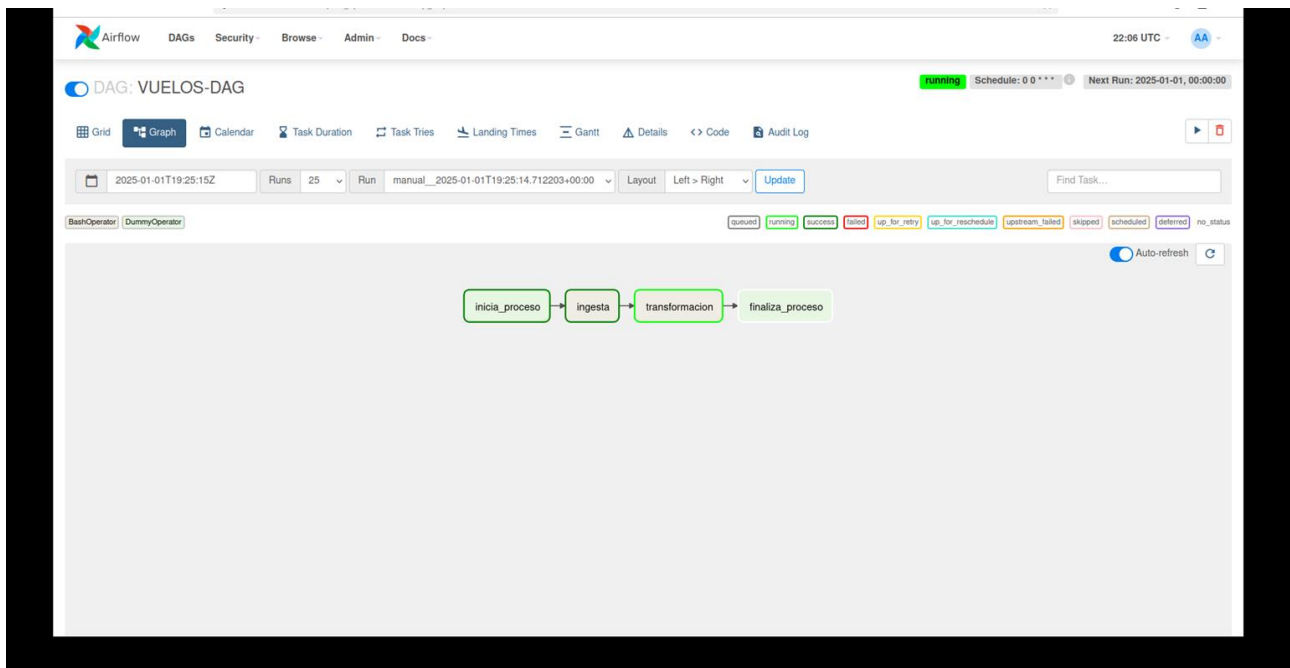 Airflow DAGs Security Browse Admin Docs 22:06 UTC AA
DAG: VUELOS-DAG running Schedule: 0 0 * * * Next Run: 2025-01-01, 00:00:00
Grid Graph Calendar Task Duration Task Tries Landing Times Gantt Details <> Code Audit Log
2025-01-01T19:25:15Z Runs 25 Run manual__2025-01-01T19:25:14.712203+00:00 Layout Left > Right Update Find Task...
BashOperator DummyOperator queued running success failed up_for_retry up_for_reschedule upstream_failed skipped scheduled deferred no_status
Auto-refresh
inicia_proceso ingesta transformacion finaliza_proceso